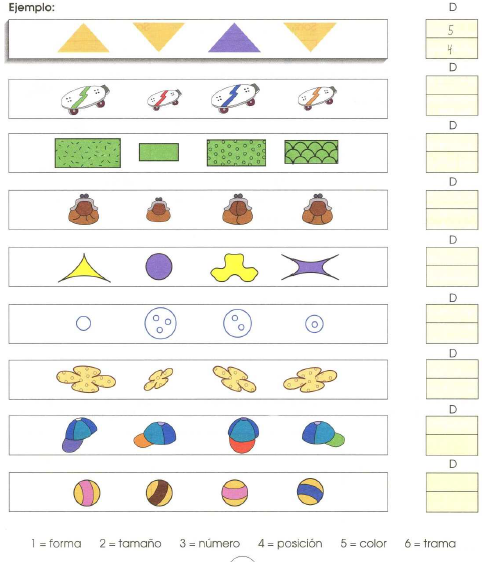 Ejemplo:
D
5
4
D
D
D
D
D
D
D
D
1 = forma 2 = tamaño 3 = número 4 = posición 5 = color 6 = trama